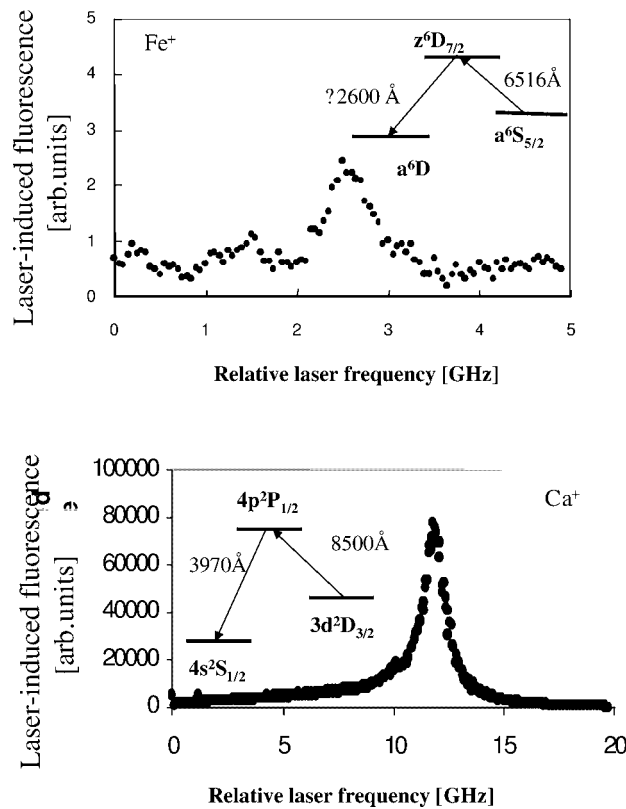 Fe⁺
z⁶D₇/₂
?2600 Å
6516Å
a⁶D
a⁶S₅/₂
Laser-induced fluorescence
[arb.units]
5
4
3
2
1
0
0 1 2 3 4 5
Relative laser frequency [GHz]
Ca⁺
4p²P₁/₂
3970Å
8500Å
3d²D₃/₂
4s²S₁/₂
Laser-induced fluorescence
[arb.units]
100000
80000
60000
40000
20000
0
0 5 10 15 20
Relative laser frequency [GHz]